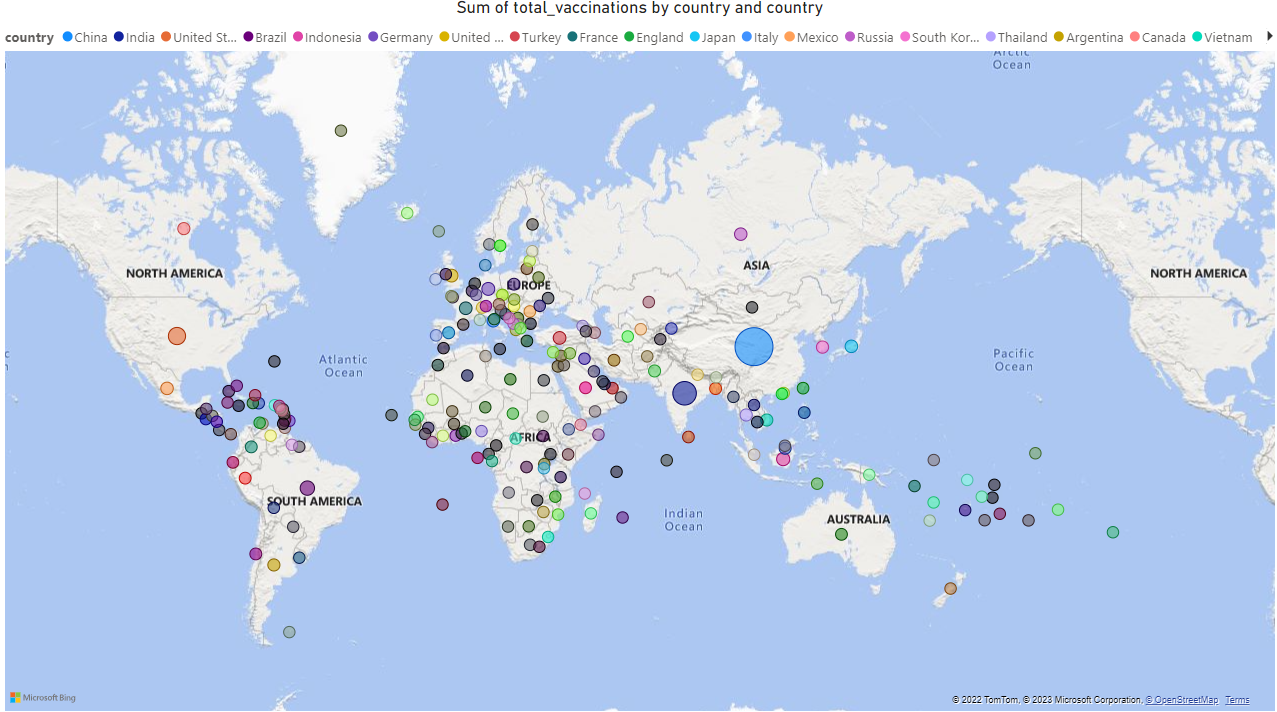 Sum of total_vaccinations by country and country
country China India United St... Brazil Indonesia Germany United ... Turkey France England Japan Italy Mexico Russia South Kor... Thailand Argentina Canada Vietnam
Arctic
Ocean
ASIA
NORTH AMERICA
NORTH AMERICA
EUROPE
Atlantic
Ocean
Pacific
Ocean
AFRICA
SOUTH AMERICA
Indian
Ocean
AUSTRALIA
Microsoft Bing
© 2022 TomTom, © 2023 Microsoft Corporation, © OpenStreetMap Terms